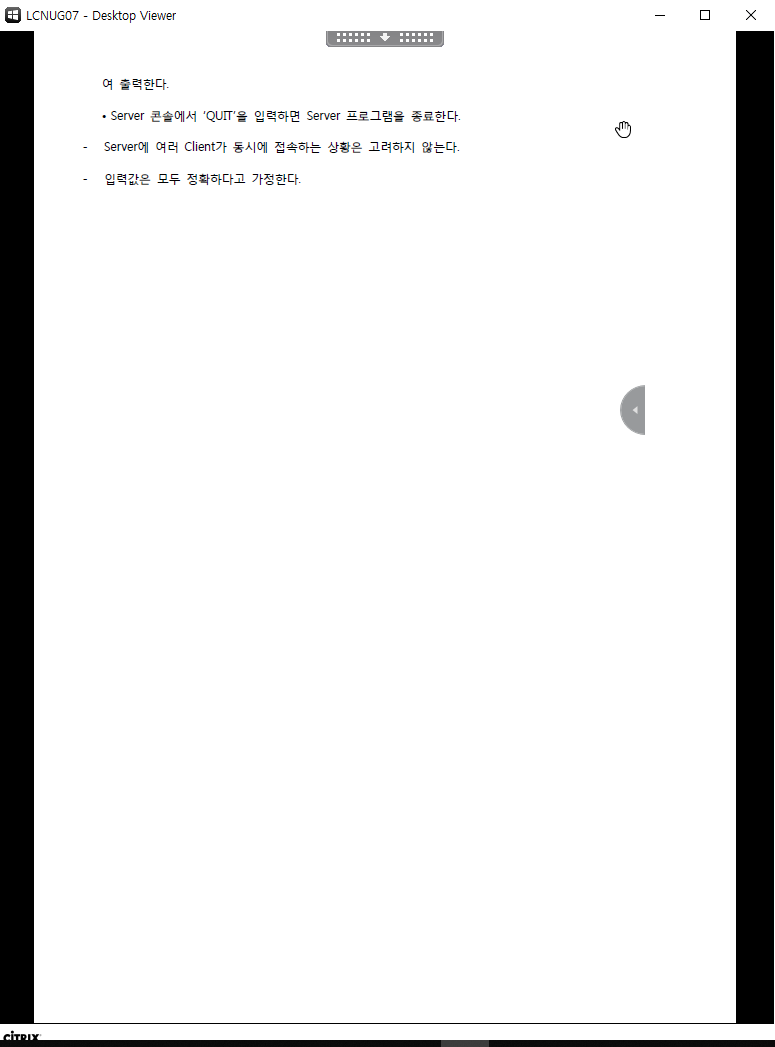 LCNUG07 - Desktop Viewer
여 출력한다.
• Server 콘솔에서 'QUIT'을 입력하면 Server 프로그램을 종료한다.
- Server에 여러 Client가 동시에 접속하는 상황은 고려하지 않는다.
- 입력값은 모두 정확하다고 가정한다.
CITRIX